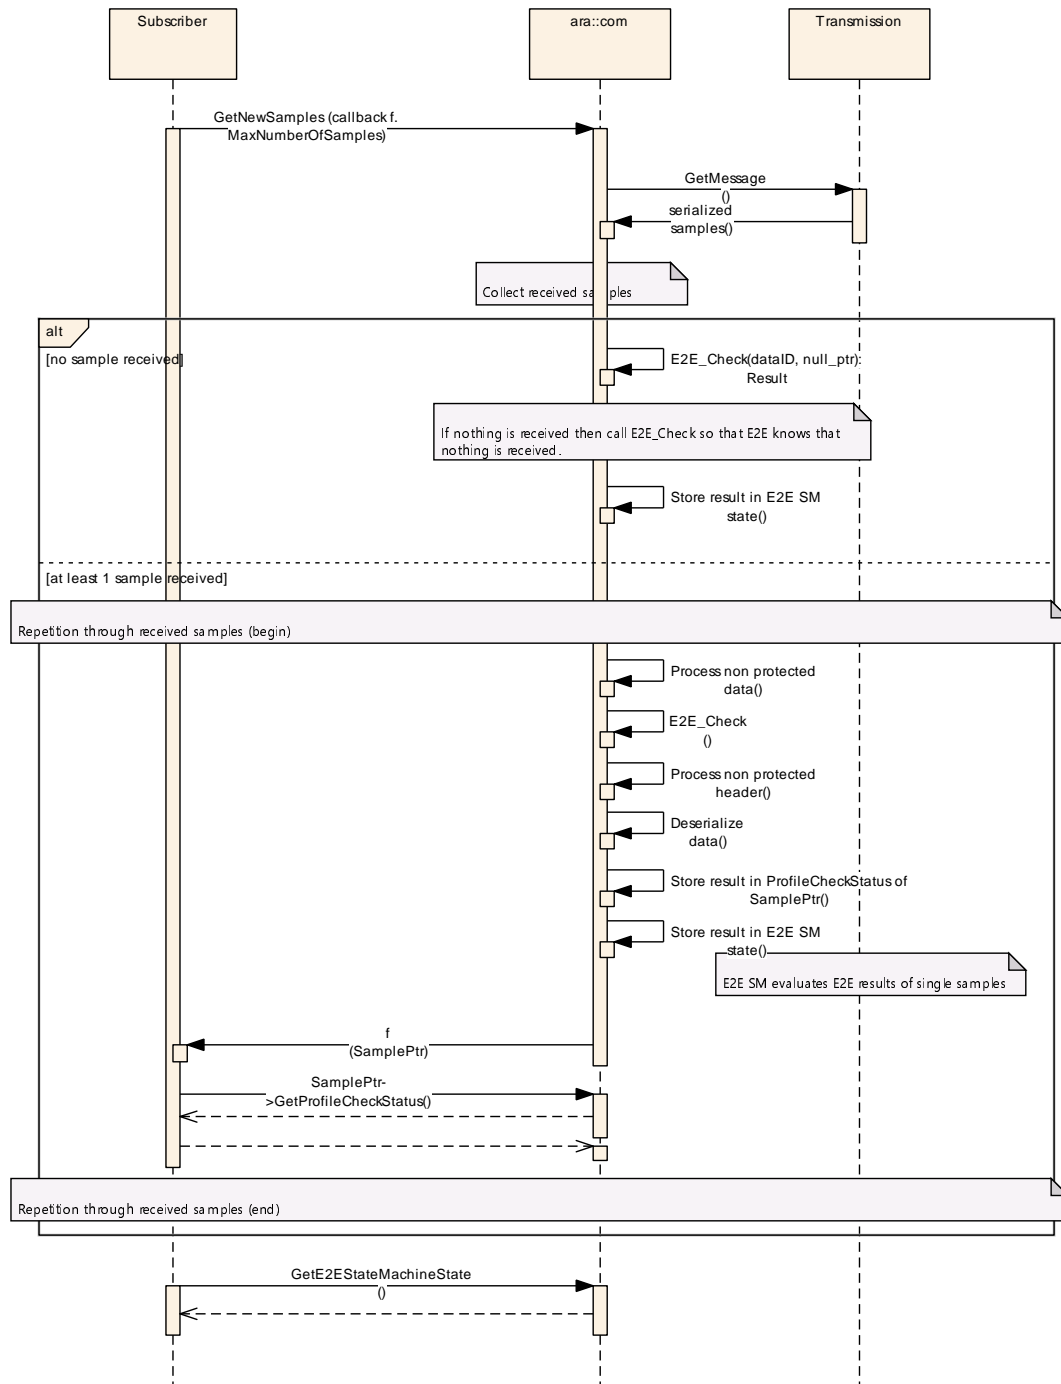 Subscriber
ara::com
Transmission
GetNewSamples (callback f.
MaxNumberOfSamples)
GetMessage
()
serialized
samples()
Collect received samples
alt
[no sample received]
E2E_Check(dataID, null_ptr):
Result
If nothing is received then call E2E_Check so that E2E knows that
nothing is received.
Store result in E2E SM
state()
[at least 1 sample received]
Repetition through received samples (begin)
Process non protected
data()
E2E_Check
()
Process non protected
header()
Deserialize
data()
Store result in ProfileCheckStatus of
SamplePtr()
Store result in E2E SM
state()
E2E SM evaluates E2E results of single samples
f
(SamplePtr)
SamplePtr-
>GetProfileCheckStatus()
Repetition through received samples (end)
GetE2EStateMachineState
()